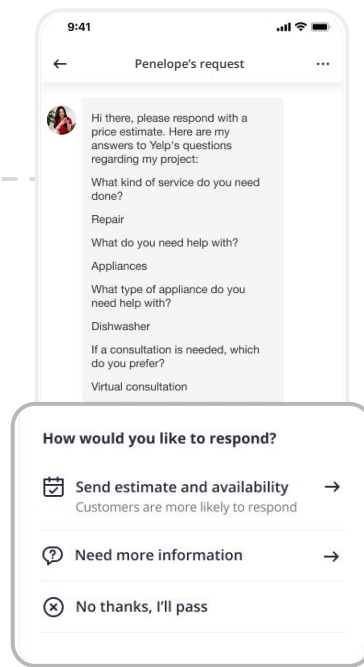 9:41
Penelope's request
Hi there, please respond with a
price estimate. Here are my
answers to Yelp's questions
regarding my project:
What kind of service do you need
done?
Repair
What do you need help with?
Appliances
What type of appliance do you
need help with?
Dishwasher
If a consultation is needed, which
do you prefer?
Virtual consultation
How would you like to respond?
Send estimate and availability
Customers are more likely to respond
Need more information
No thanks, I'll pass